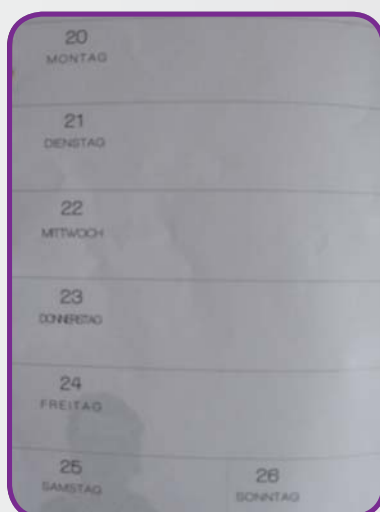 20
MONTAG
21
DIENSTAG
22
MITTWOCH
23
DONNERSTAG
24
FREITAG
25
SAMSTAG
26
SONNTAG